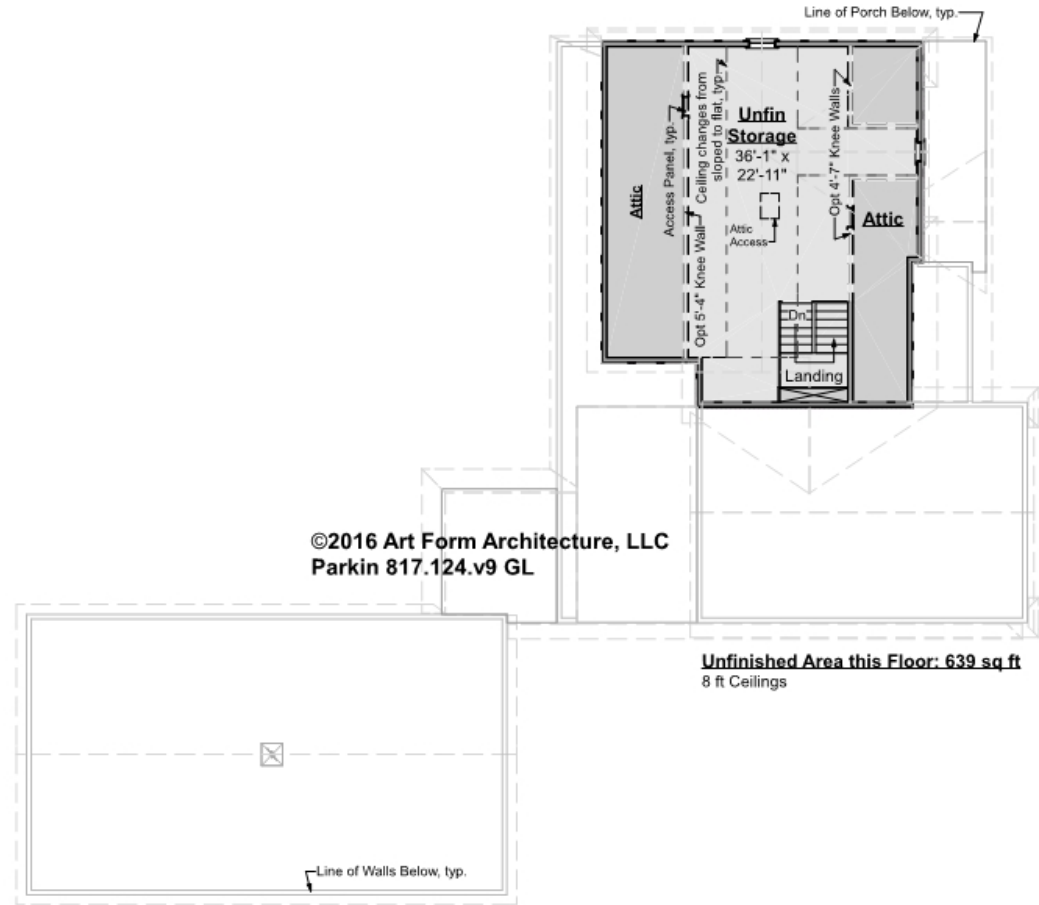 Line of Porch Below, typ.
Attic
Access Panel, typ.
Opt 5'-4" Knee Wall
Ceiling changes from
sloped to flat, typ.
Unfin
Storage
36'-1" x
22'-11"
Opt 4'-7" Knee Walls
Attic
Access
Attic
Dn
Landing
©2016 Art Form Architecture, LLC
Parkin 817.124.v9 GL
Unfinished Area this Floor: 639 sq ft
8 ft Ceilings
Line of Walls Below, typ.